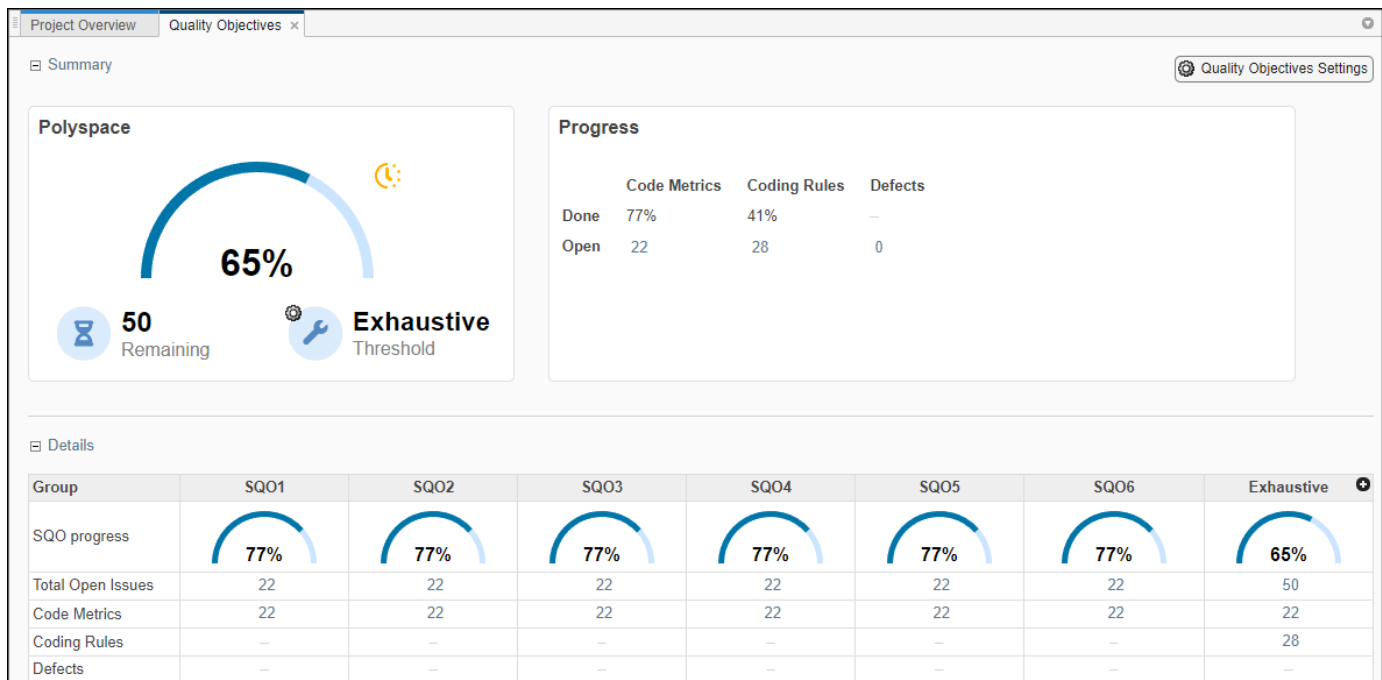 Project Overview Quality Objectives ×
Summary
Quality Objectives Settings
Polyspace
65%
50
Remaining
Exhaustive
Threshold
Progress
Code Metrics Coding Rules Defects
Done 77% 41% –
Open 22 28 0
Details
Group SQO1 SQO2 SQO3 SQO4 SQO5 SQO6 Exhaustive
SQO progress 77% 77% 77% 77% 77% 77% 65%
Total Open Issues 22 22 22 22 22 22 50
Code Metrics 22 22 22 22 22 22 22
Coding Rules – – – – – – 28
Defects – – – – – – –